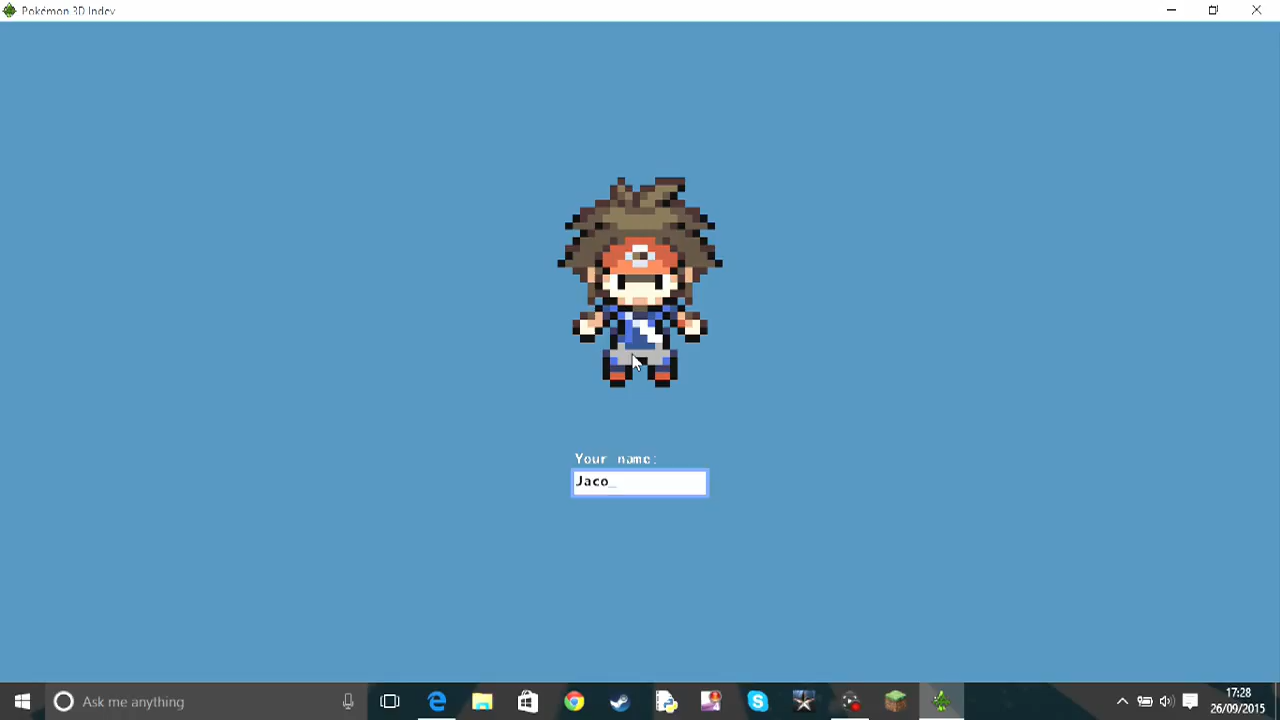 Pokémon 3D Indev
Your name:
Jaco_
Ask me anything
17:28
26/09/2015